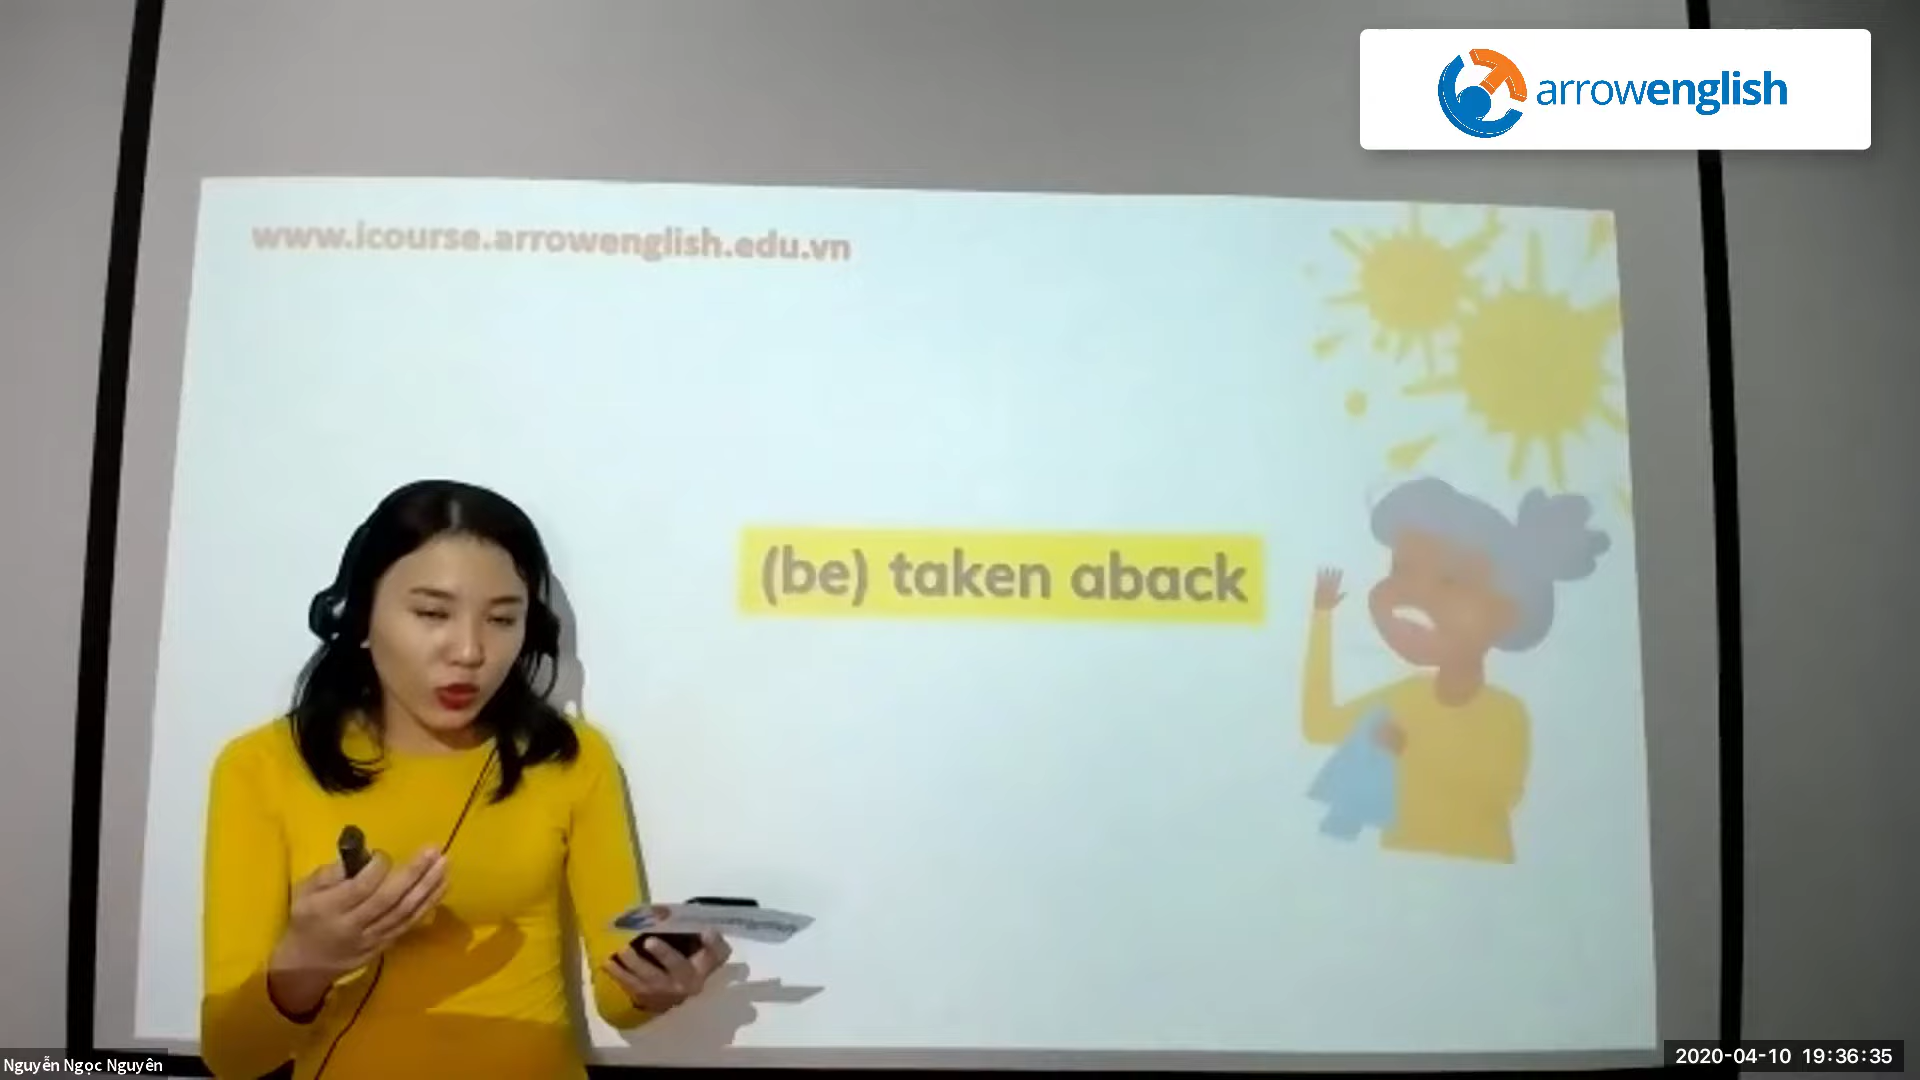 arrowenglish
www.icourse.arrowenglish.edu.vn
(be) taken aback
Nguyễn Ngọc Nguyên
2020-04-10 19:36:35